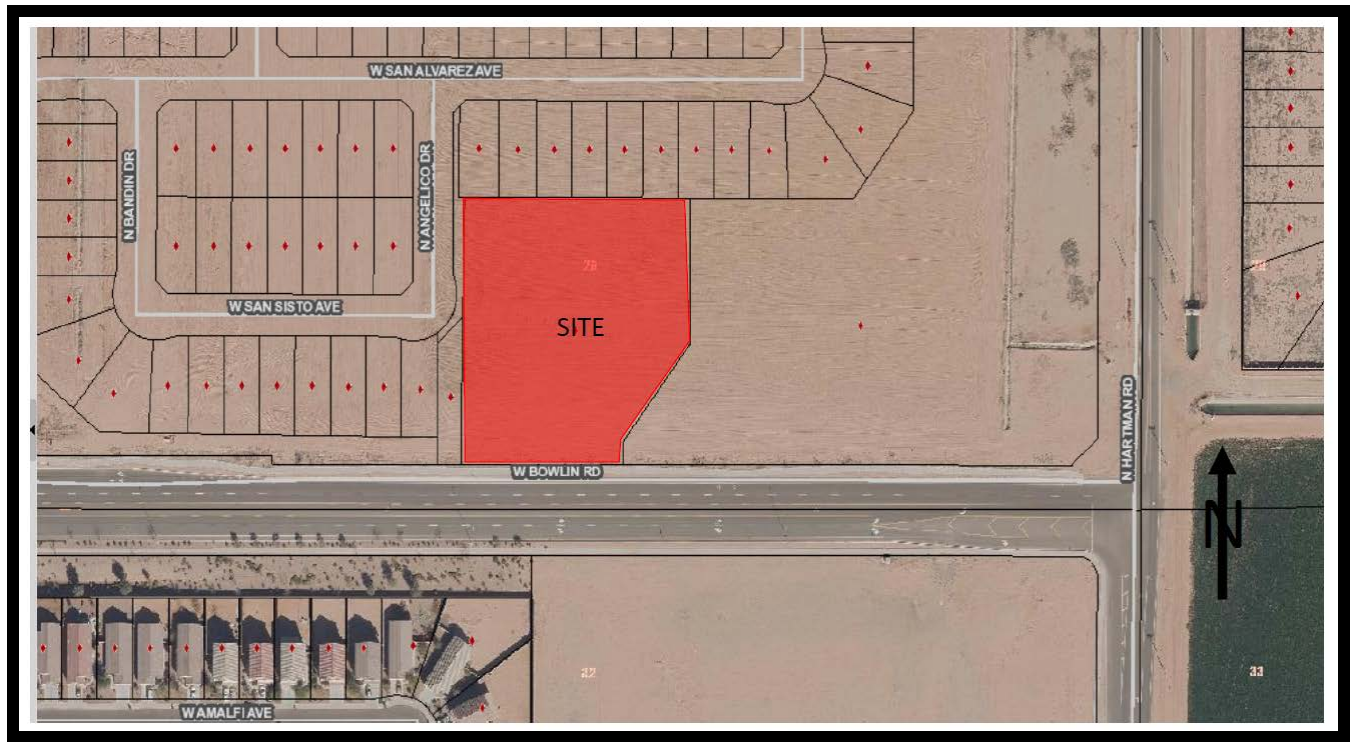 W SAN ALVAREZ AVE
N BANDIN DR
N ANGELICO DR
W SAN SISTO AVE
SITE
N HARTMAN RD
W BOWLIN RD
N
32
33
W AMALFI AVE